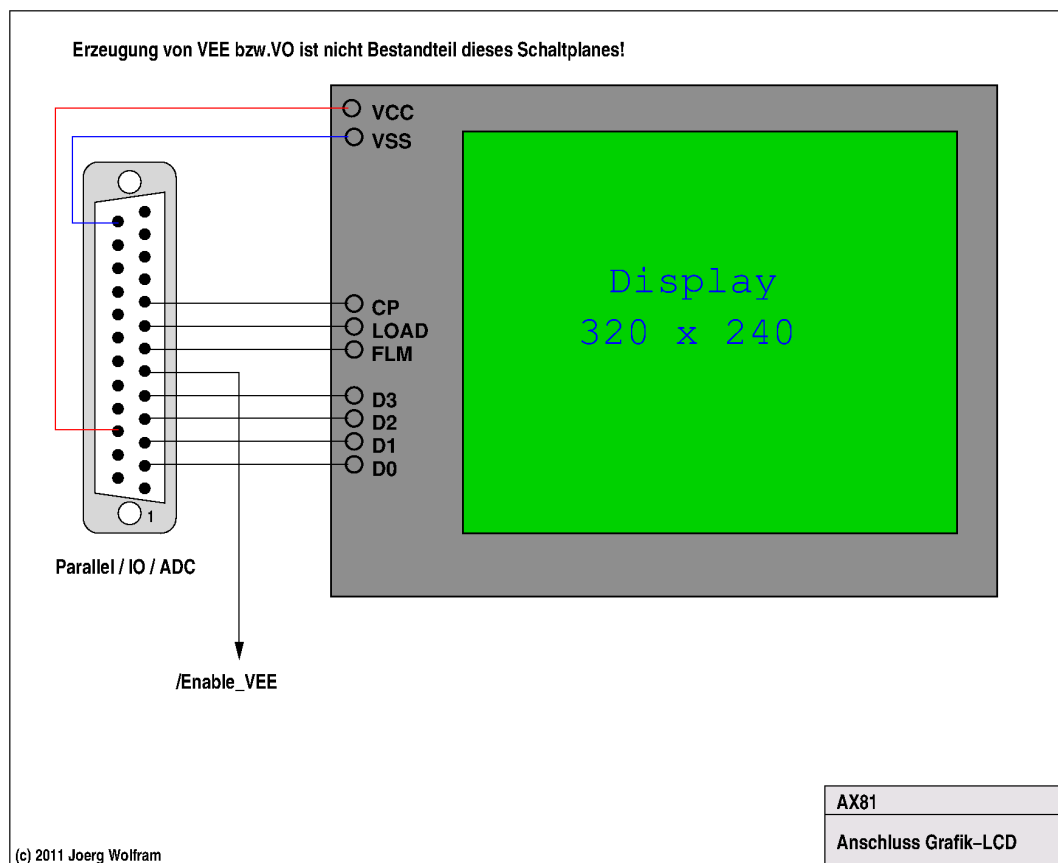 Erzeugung von VEE bzw.VO ist nicht Bestandteil dieses Schaltplanes!
VCC
VSS
Display
320 x 240
CP
LOAD
FLM
D3
D2
D1
D0
1
Parallel / IO / ADC
/Enable_VEE
AX81
Anschluss Grafik−LCD
(c) 2011 Joerg Wolfram